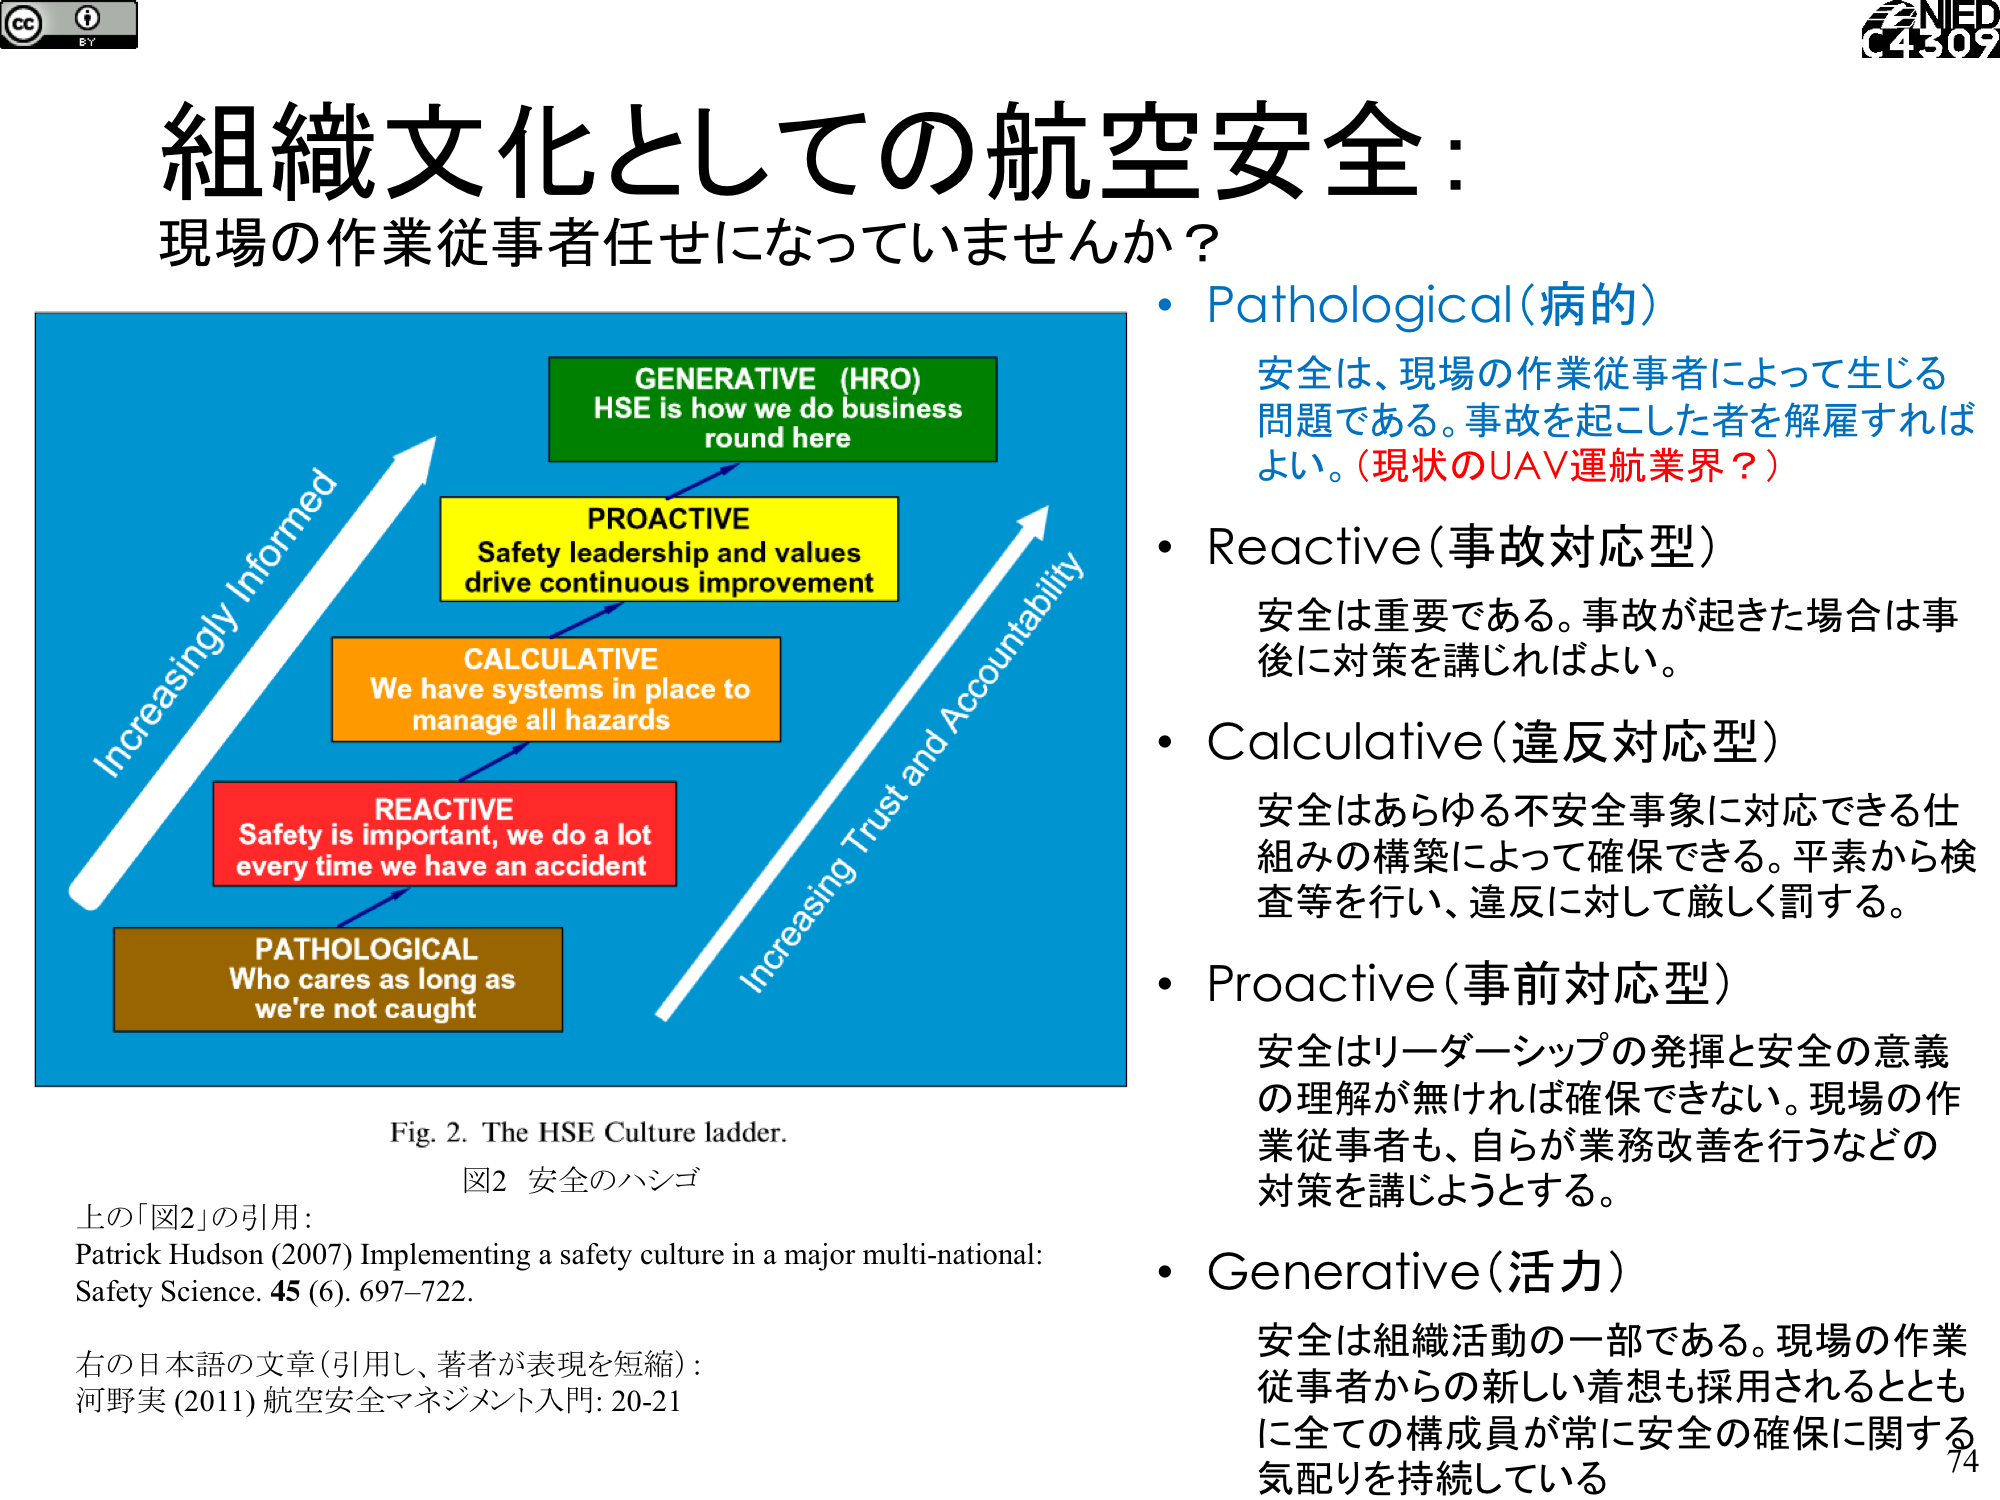 cc
BY
NIED
C4309
組織文化としての航空安全：
現場の作業従事者任せになっていませんか？
GENERATIVE (HRO)
HSE is how we do business
round here
PROACTIVE
Safety leadership and values
drive continuous improvement
CALCULATIVE
We have systems in place to
manage all hazards
REACTIVE
Safety is important, we do a lot
every time we have an accident
PATHOLOGICAL
Who cares as long as
we're not caught
Increasingly Informed
Increasing Trust and Accountability
Fig. 2. The HSE Culture ladder.
図2 安全のハシゴ
上の「図2」の引用：
Patrick Hudson (2007) Implementing a safety culture in a major multi-national:
Safety Science. 45 (6). 697–722.
右の日本語の文章（引用し、著者が表現を短縮）：
河野実 (2011) 航空安全マネジメント入門: 20-21
• Pathological（病的）
安全は、現場の作業従事者によって生じる
問題である。事故を起こした者を解雇すれば
よい。（現状のUAV運航業界？）
• Reactive（事故対応型）
安全は重要である。事故が起きた場合は事
後に対策を講じればよい。
• Calculative（違反対応型）
安全はあらゆる不安全事象に対応できる仕
組みの構築によって確保できる。平素から検
査等を行い、違反に対して厳しく罰する。
• Proactive（事前対応型）
安全はリーダーシップの発揮と安全の意義
の理解が無ければ確保できない。現場の作
業従事者も、自らが業務改善を行うなどの
対策を講じようとする。
• Generative（活力）
安全は組織活動の一部である。現場の作業
従事者からの新しい着想も採用されるととも
に全ての構成員が常に安全の確保に関する
気配りを持続している
74